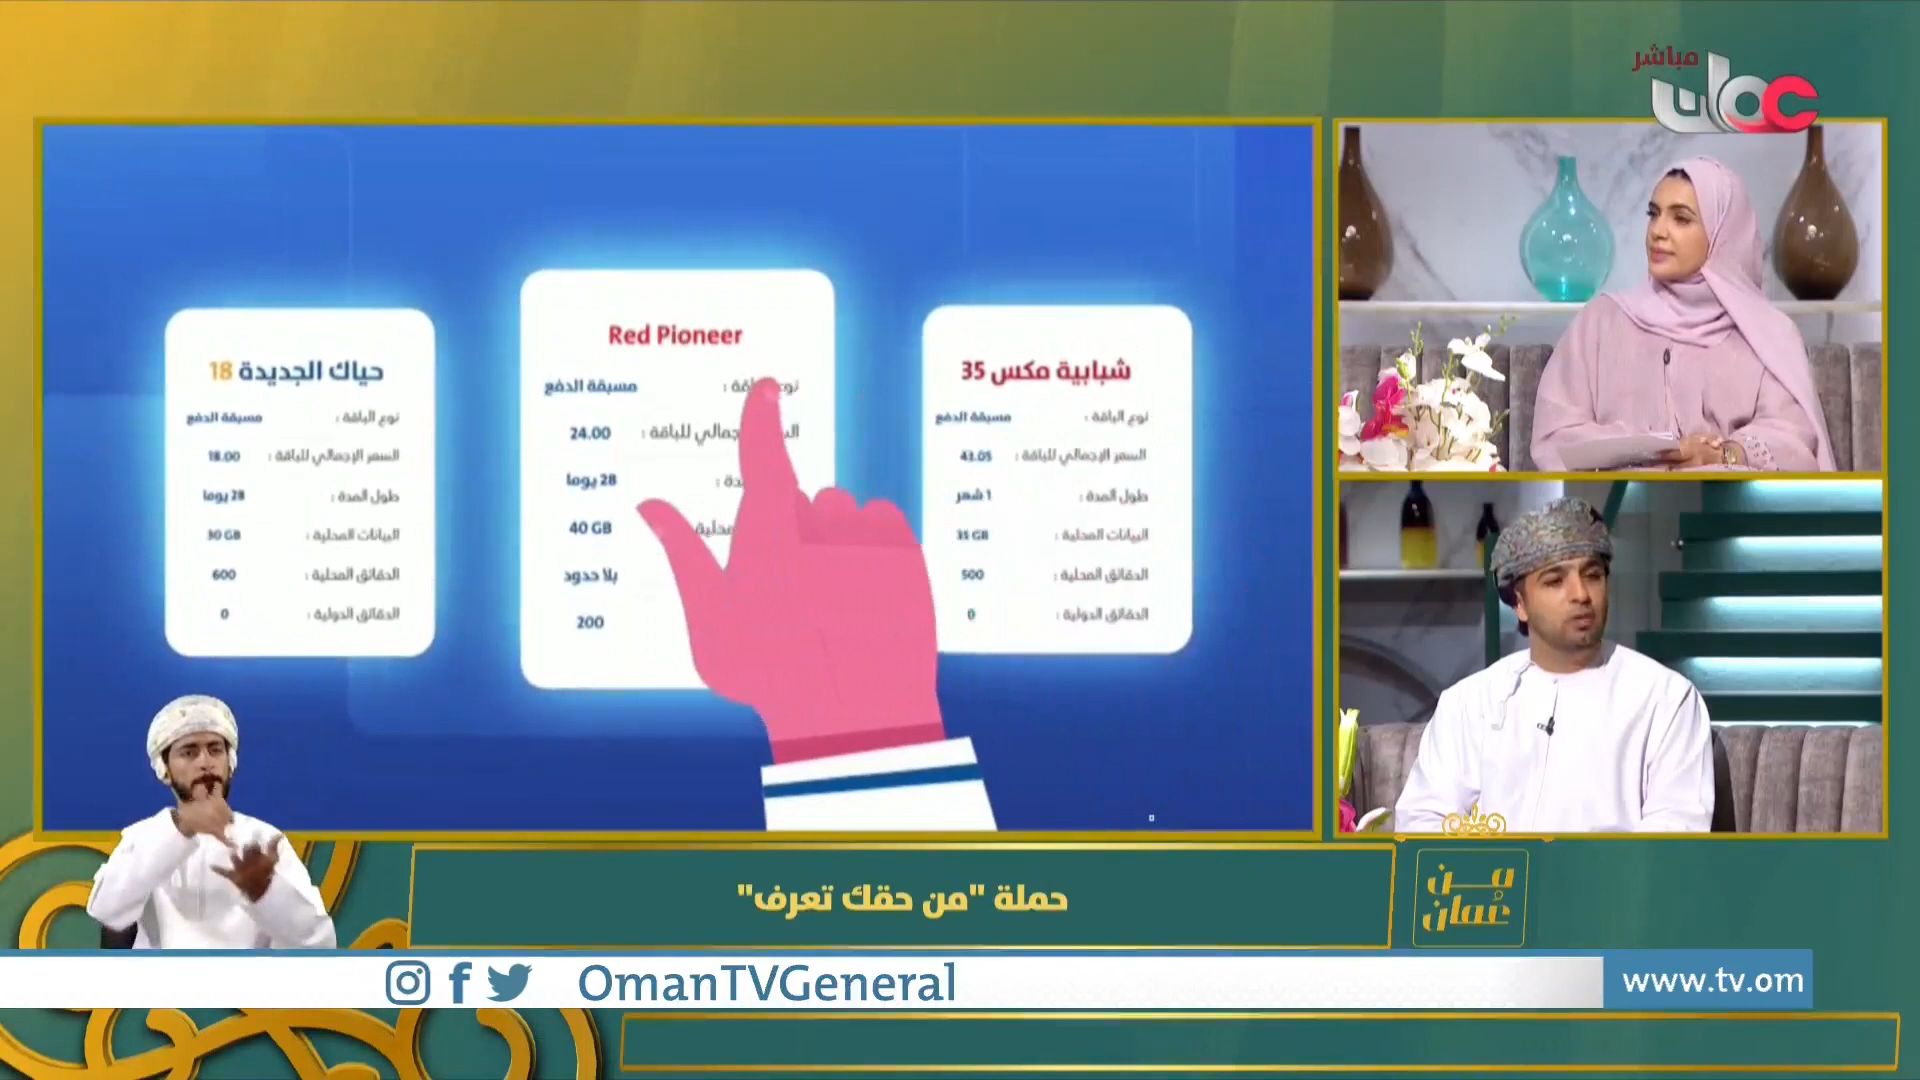 مباشر
عمان
شبابية مكس 35
نوع الباقة : مسبقة الدفع
السعر الإجمالي للباقة : 43.05
طول المدة : 1 شهر
البيانات المحلية : 35 GB
الدقائق المحلية : 500
الدقائق الدولية : 0
Red Pioneer
مسبقة الدفع
24.00
28 يوما
40 GB
بلا حدود
200
حياك الجديدة 18
نوع الباقة : مسبقة الدفع
السعر الإجمالي للباقة : 18.00
طول المدة : 28 يوما
البيانات المحلية : 30 GB
الدقائق المحلية : 600
الدقائق الدولية : 0
حملة "من حقك تعرف"
من
عُمان
OmanTVGeneral
www.tv.om